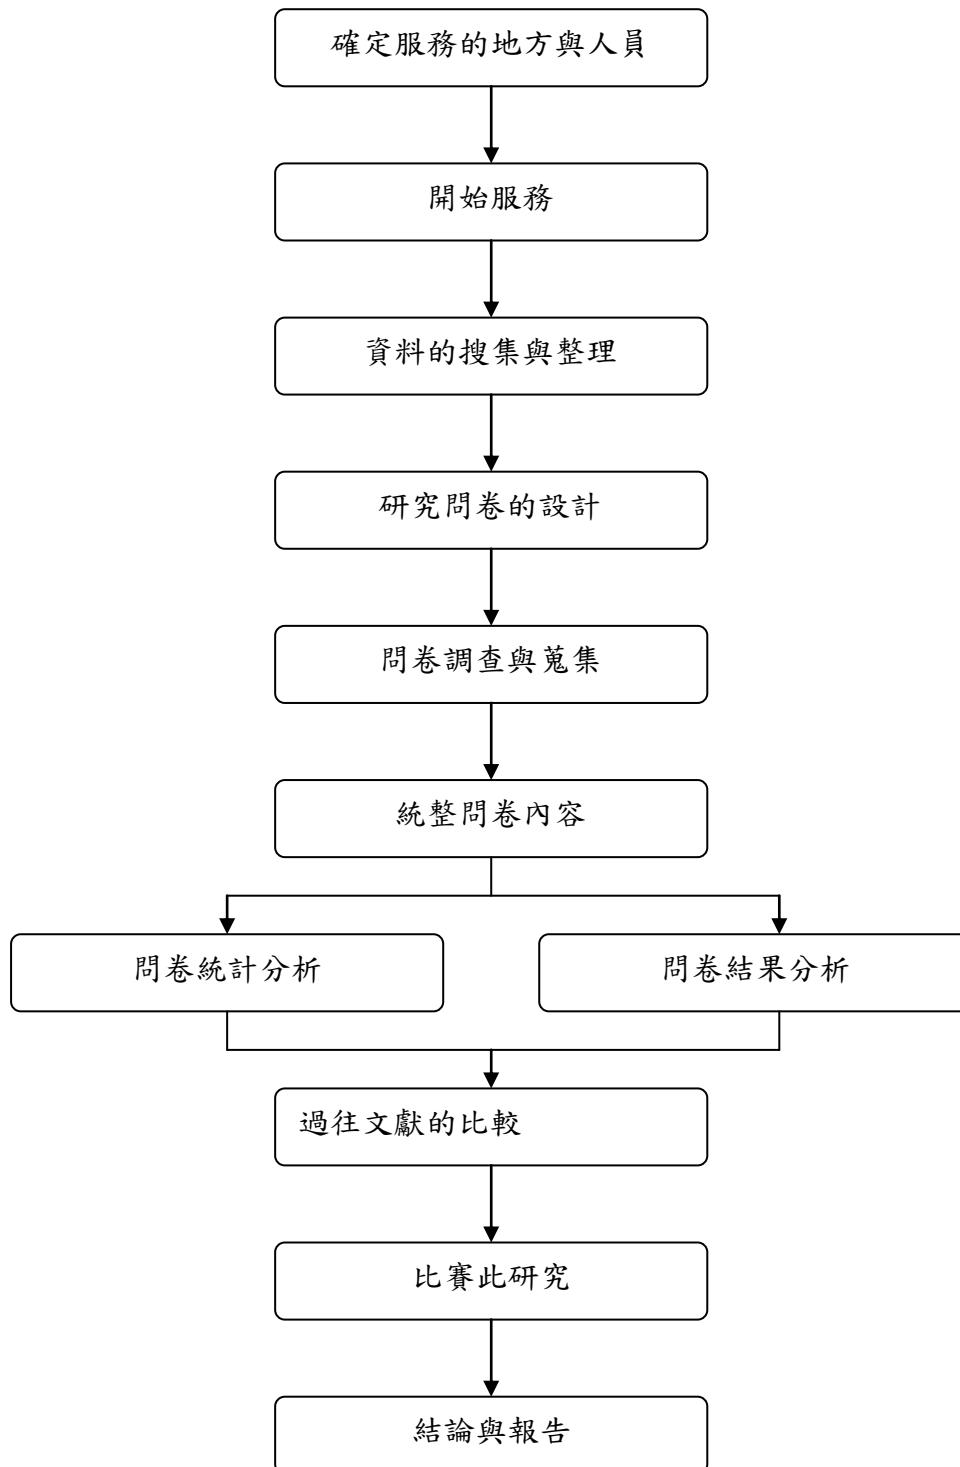 確定服務的地方與人員
開始服務
資料的搜集與整理
研究問卷的設計
問卷調查與蒐集
統整問卷內容
問卷統計分析
問卷結果分析
過往文獻的比較
比賽此研究
結論與報告